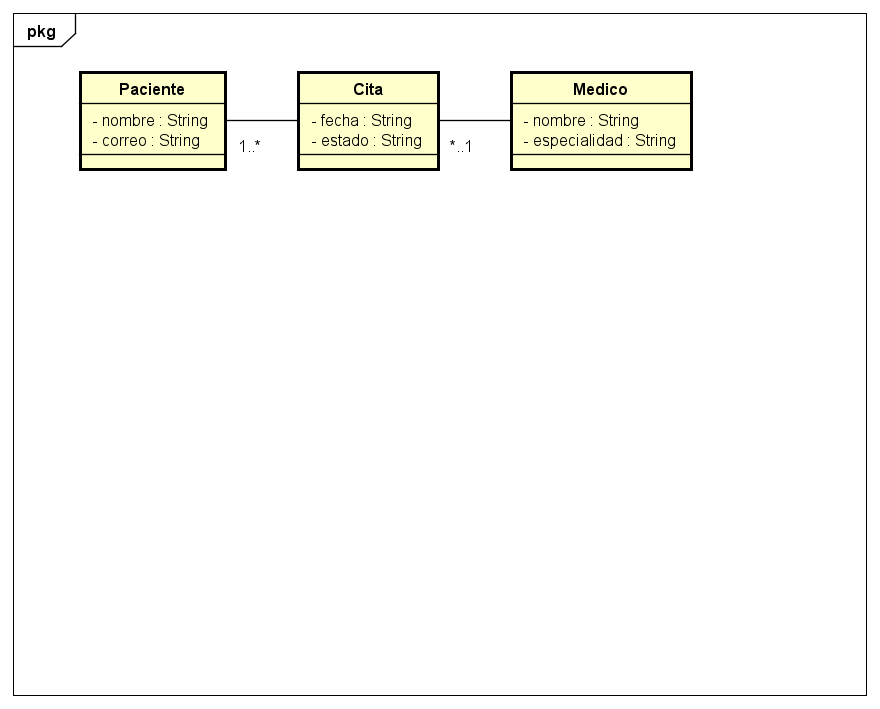 pkg
Paciente
- nombre : String
- correo : String
1..*
Cita
- fecha : String
- estado : String
*..1
Medico
- nombre : String
- especialidad : String